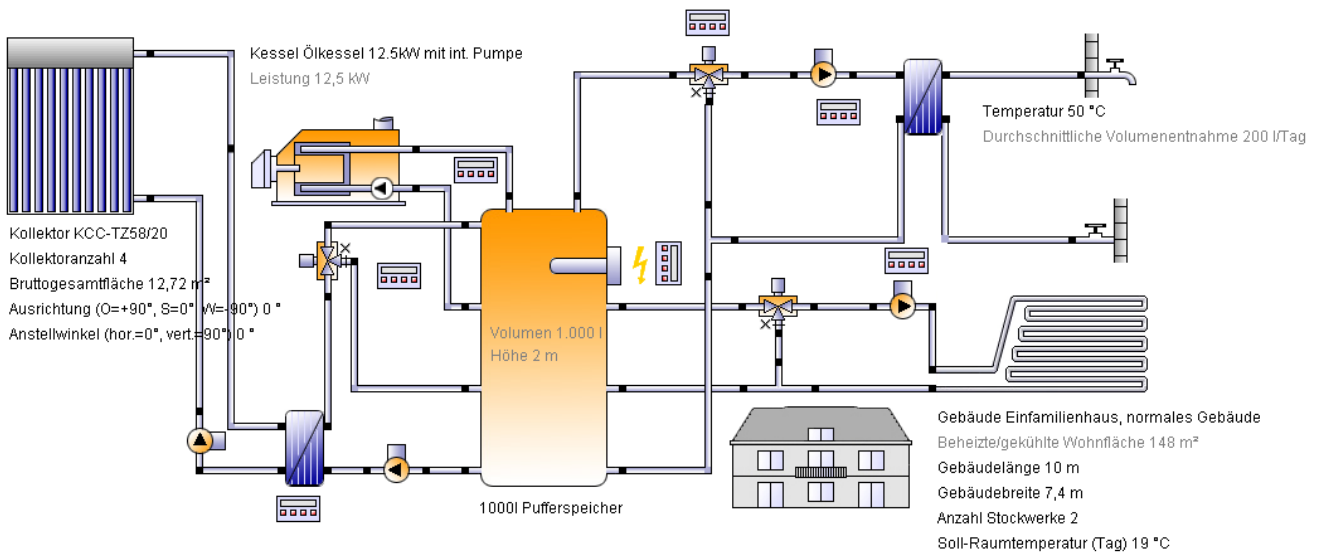 Kessel Ölkessel 12.5kW mit int. Pumpe
Leistung 12,5 kW
Temperatur 50 °C
Durchschnittliche Volumenentnahme 200 l/Tag
Kollektor KCC-TZ58/20
Kollektoranzahl 4
Bruttogesamtfläche 12,72 m²
Ausrichtung (O=+90°, S=0°, W=-90°) 0 °
Anstellwinkel (hor.=0°, vert.=90°) 0 °
Volumen 1.000 l
Höhe 2 m
1000l Pufferspeicher
Gebäude Einfamilienhaus, normales Gebäude
Beheizte/gekühlte Wohnfläche 148 m²
Gebäudelänge 10 m
Gebäudebreite 7,4 m
Anzahl Stockwerke 2
Soll-Raumtemperatur (Tag) 19 °C